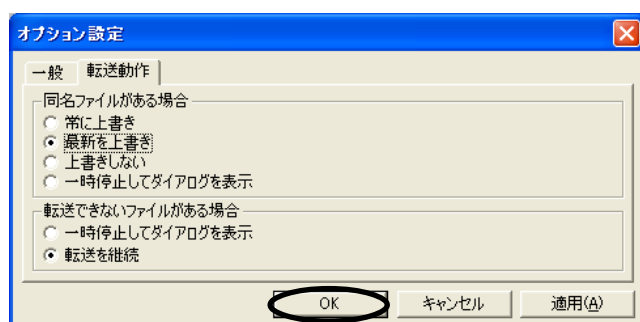 オプション設定
一般 転送動作
同名ファイルがある場合
常に上書き
最新を上書き
上書きしない
一時停止してダイアログを表示
転送できないファイルがある場合
一時停止してダイアログを表示
転送を継続
OK キャンセル 適用(A)